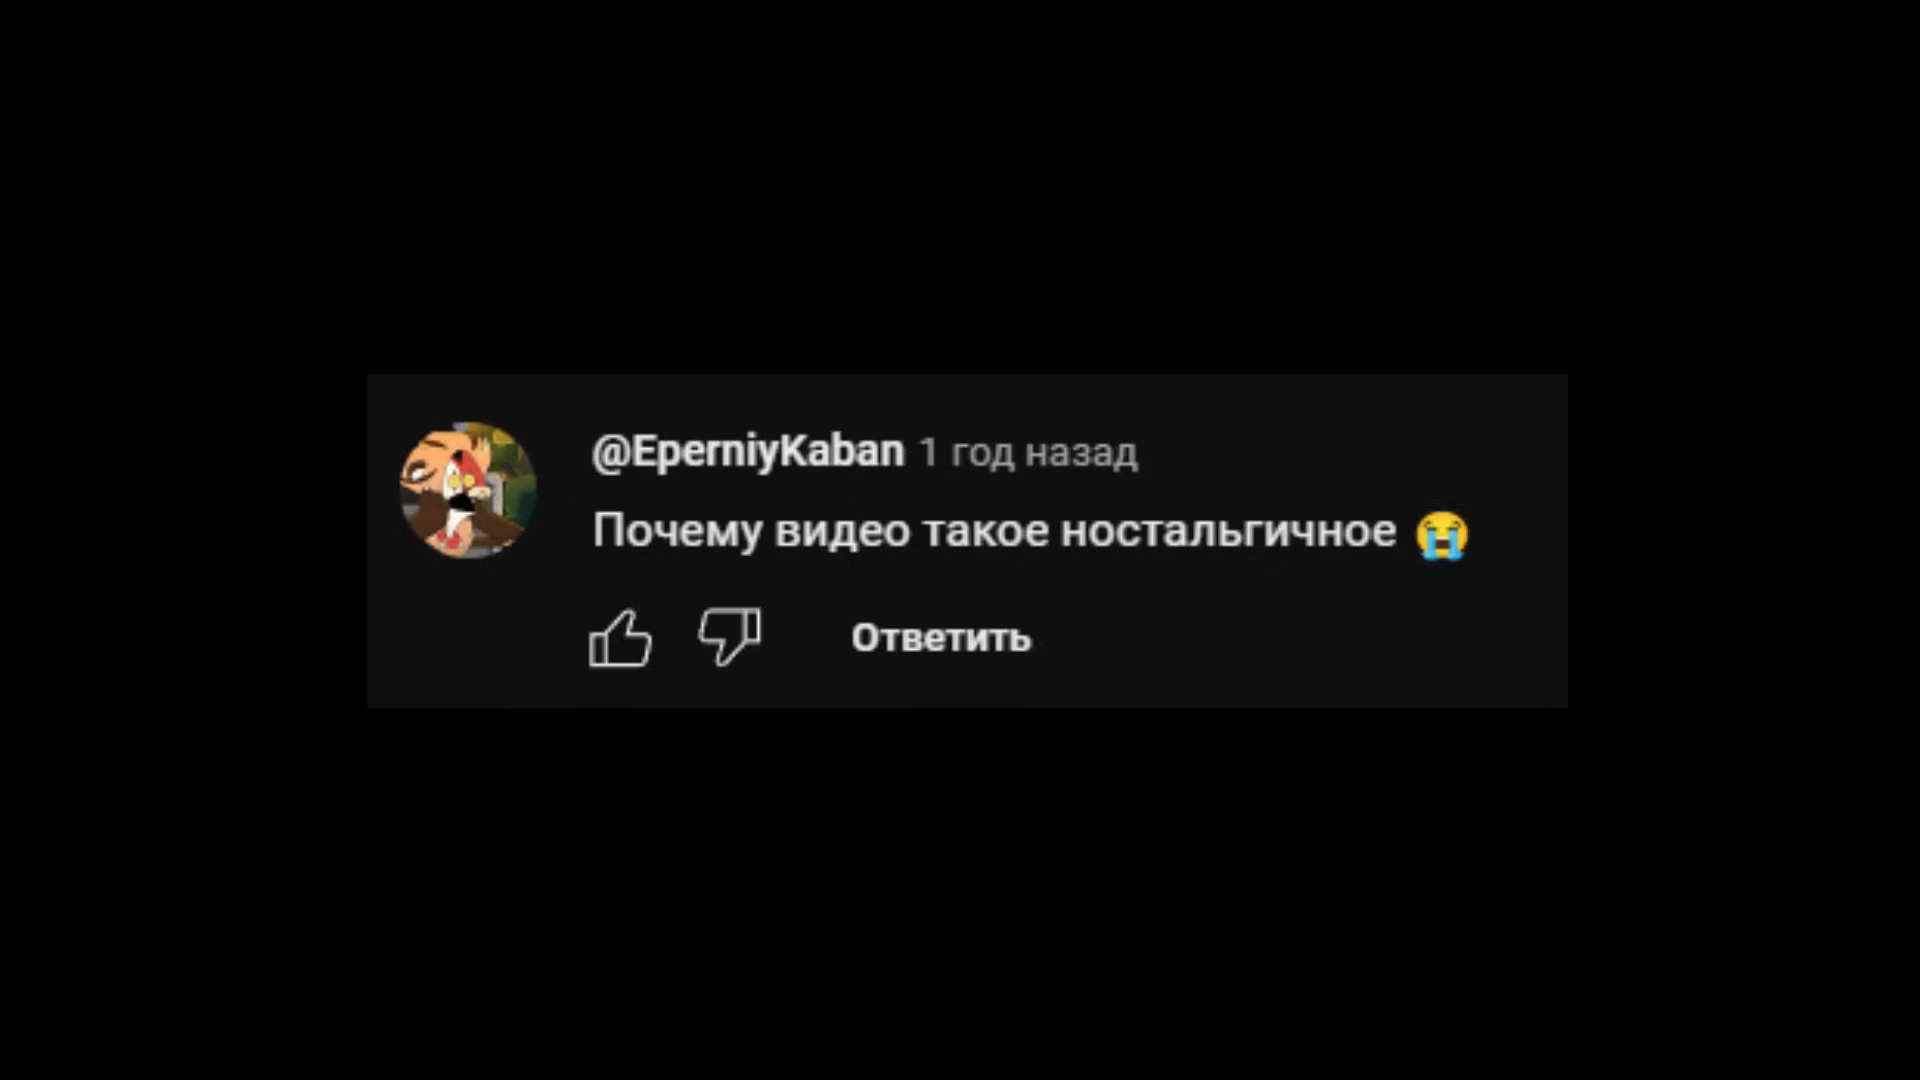 @EperniyKaban 1 год назад
Почему видео такое ностальгичное 😭
Ответить